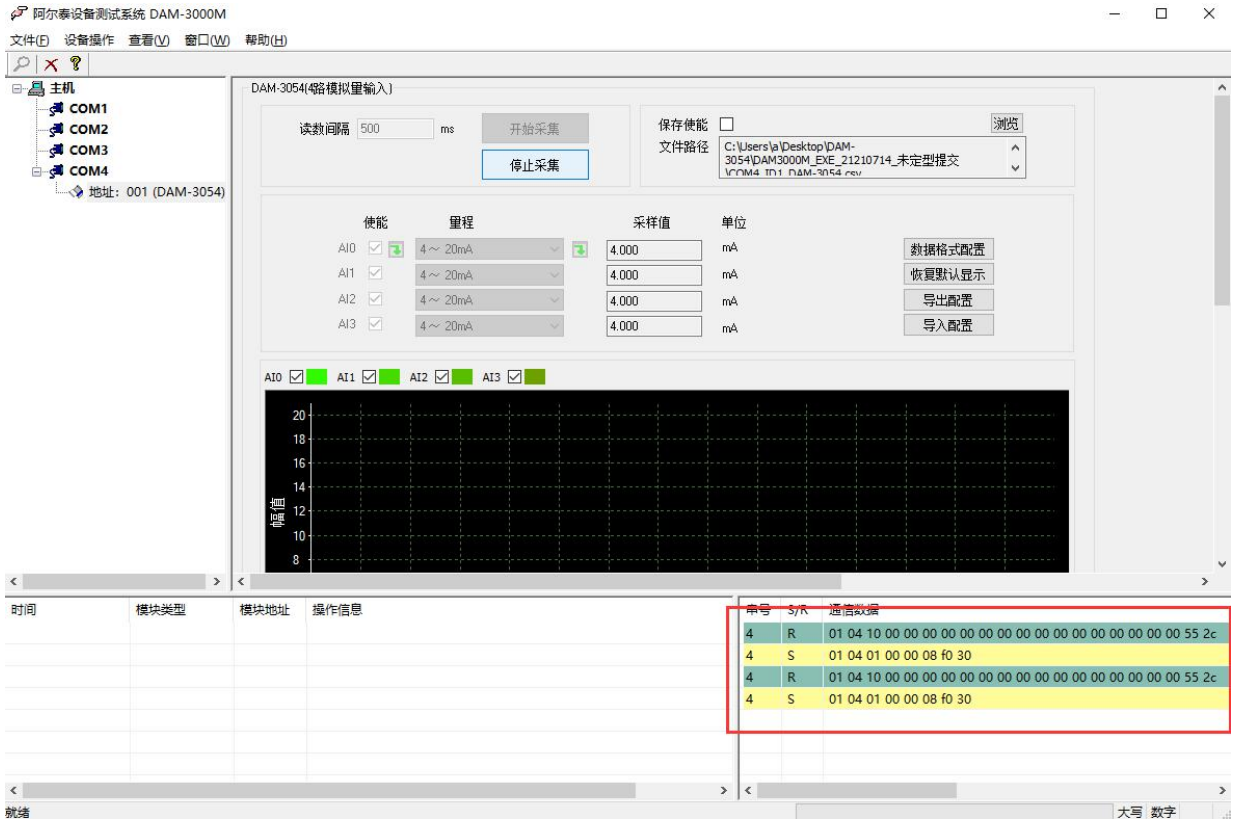 阿尔泰设备测试系统 DAM-3000M
文件(F) 设备操作 查看(V) 窗口(W) 帮助(H)
主机
COM1
COM2
COM3
COM4
地址：001 (DAM-3054)
DAM-3054(4路模拟量输入)
读数间隔 500 ms 开始采集
停止采集
保存使能 浏览
文件路径 C:\Users\a\Desktop\DAM-
3054\DAM3000M_EXE_21210714_未定型提交
\COM4_ID1_DAM-3054.csv
使能 量程 采样值 单位
AI0 4～ 20mA 4.000 mA 数据格式配置
AI1 4～ 20mA 4.000 mA 恢复默认显示
AI2 4～ 20mA 4.000 mA 导出配置
AI3 4～ 20mA 4.000 mA 导入配置
AI0 AI1 AI2 AI3
20
18
16
14
12
10
8
幅值
时间 模块类型 模块地址 操作信息
串号 S/R 通信数据
4 R 01 04 10 00 00 00 00 00 00 00 00 00 00 00 00 00 00 00 00 55 2c
4 S 01 04 01 00 00 08 f0 30
4 R 01 04 10 00 00 00 00 00 00 00 00 00 00 00 00 00 00 00 00 55 2c
4 S 01 04 01 00 00 08 f0 30
就绪 大写 数字